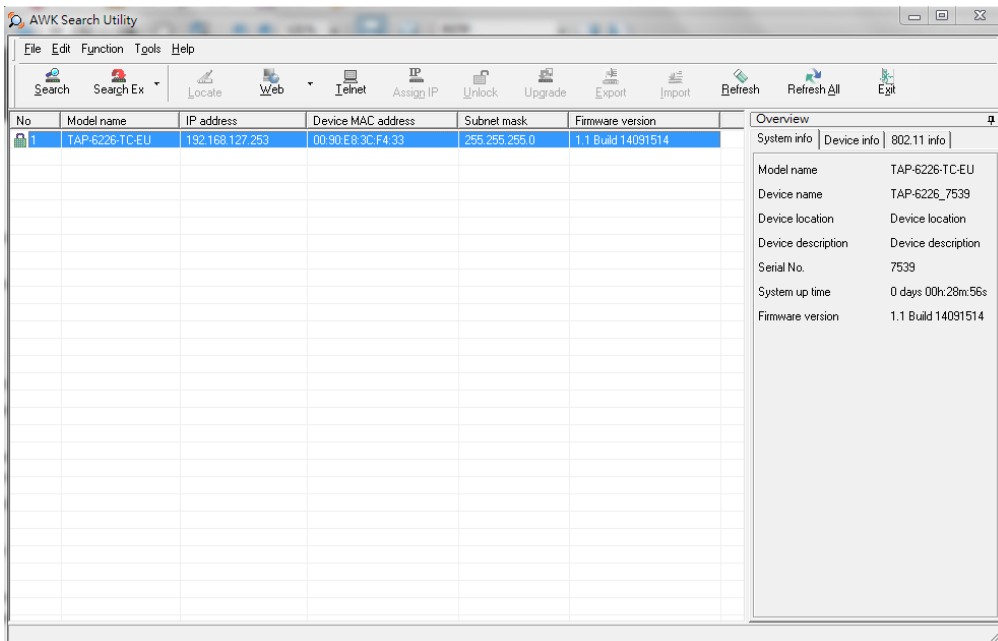 AWK Search Utility
File Edit Function Tools Help
Search Search Ex Locate Web Telnet Assign IP Unlock Upgrade Export Import Refresh Refresh All Exit
No Model name IP address Device MAC address Subnet mask Firmware version
1 TAP-6226-TC-EU 192.168.127.253 00:90:E8:3C:F4:33 255.255.255.0 1.1 Build 14091514
Overview
System info Device info 802.11 info
Model name TAP-6226-TC-EU
Device name TAP-6226_7539
Device location Device location
Device description Device description
Serial No. 7539
System up time 0 days 00h:28m:56s
Firmware version 1.1 Build 14091514